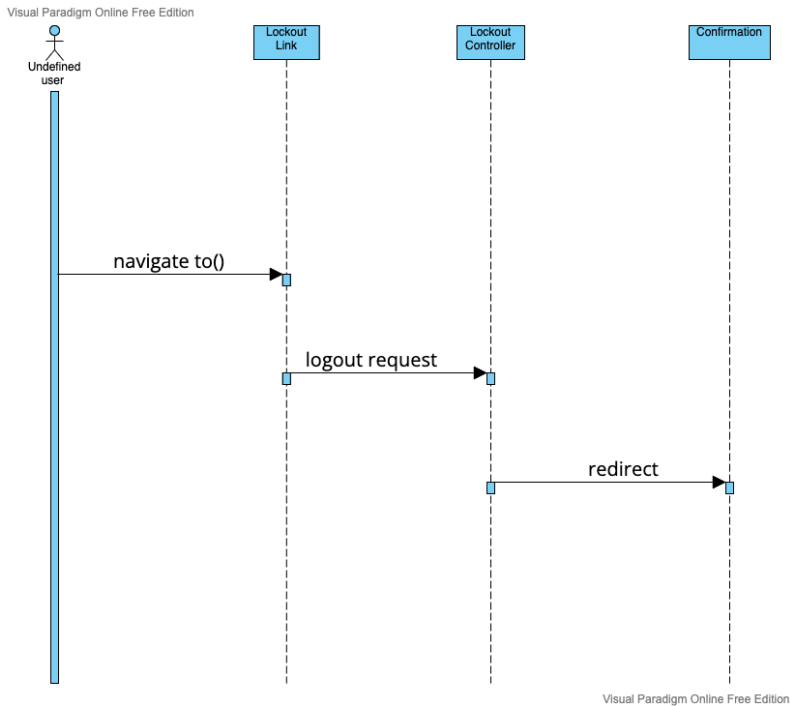 Visual Paradigm Online Free Edition
Undefined
user
Lockout
Link
Lockout
Controller
Confirmation
navigate to()
logout request
redirect
Visual Paradigm Online Free Edition